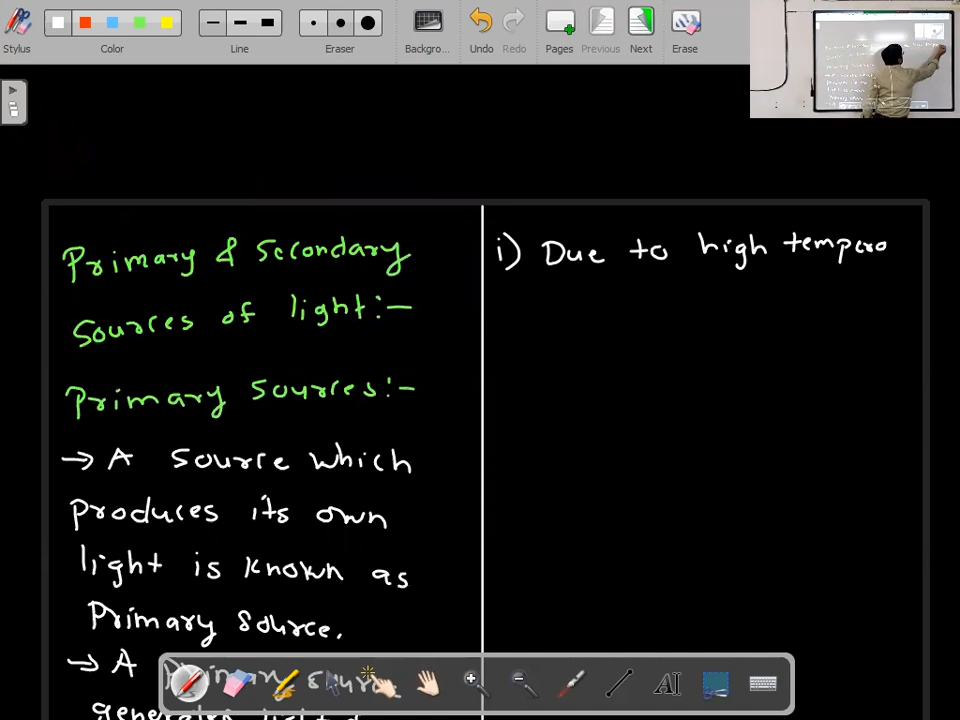 Stylus
Color
Line
Eraser
Backgro...
Undo
Redo
Pages
Previous
Next
Erase
Primary & Secondary
Sources of light:-
Primary Sources:-
→ A source which
produces its own
light is known as
Primary source.
→ A
i) Due to high tempera